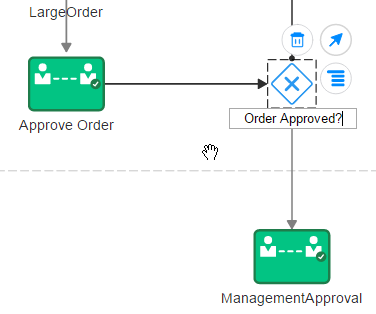 LargeOrder
Approve Order
Order Approved?
ManagementApproval